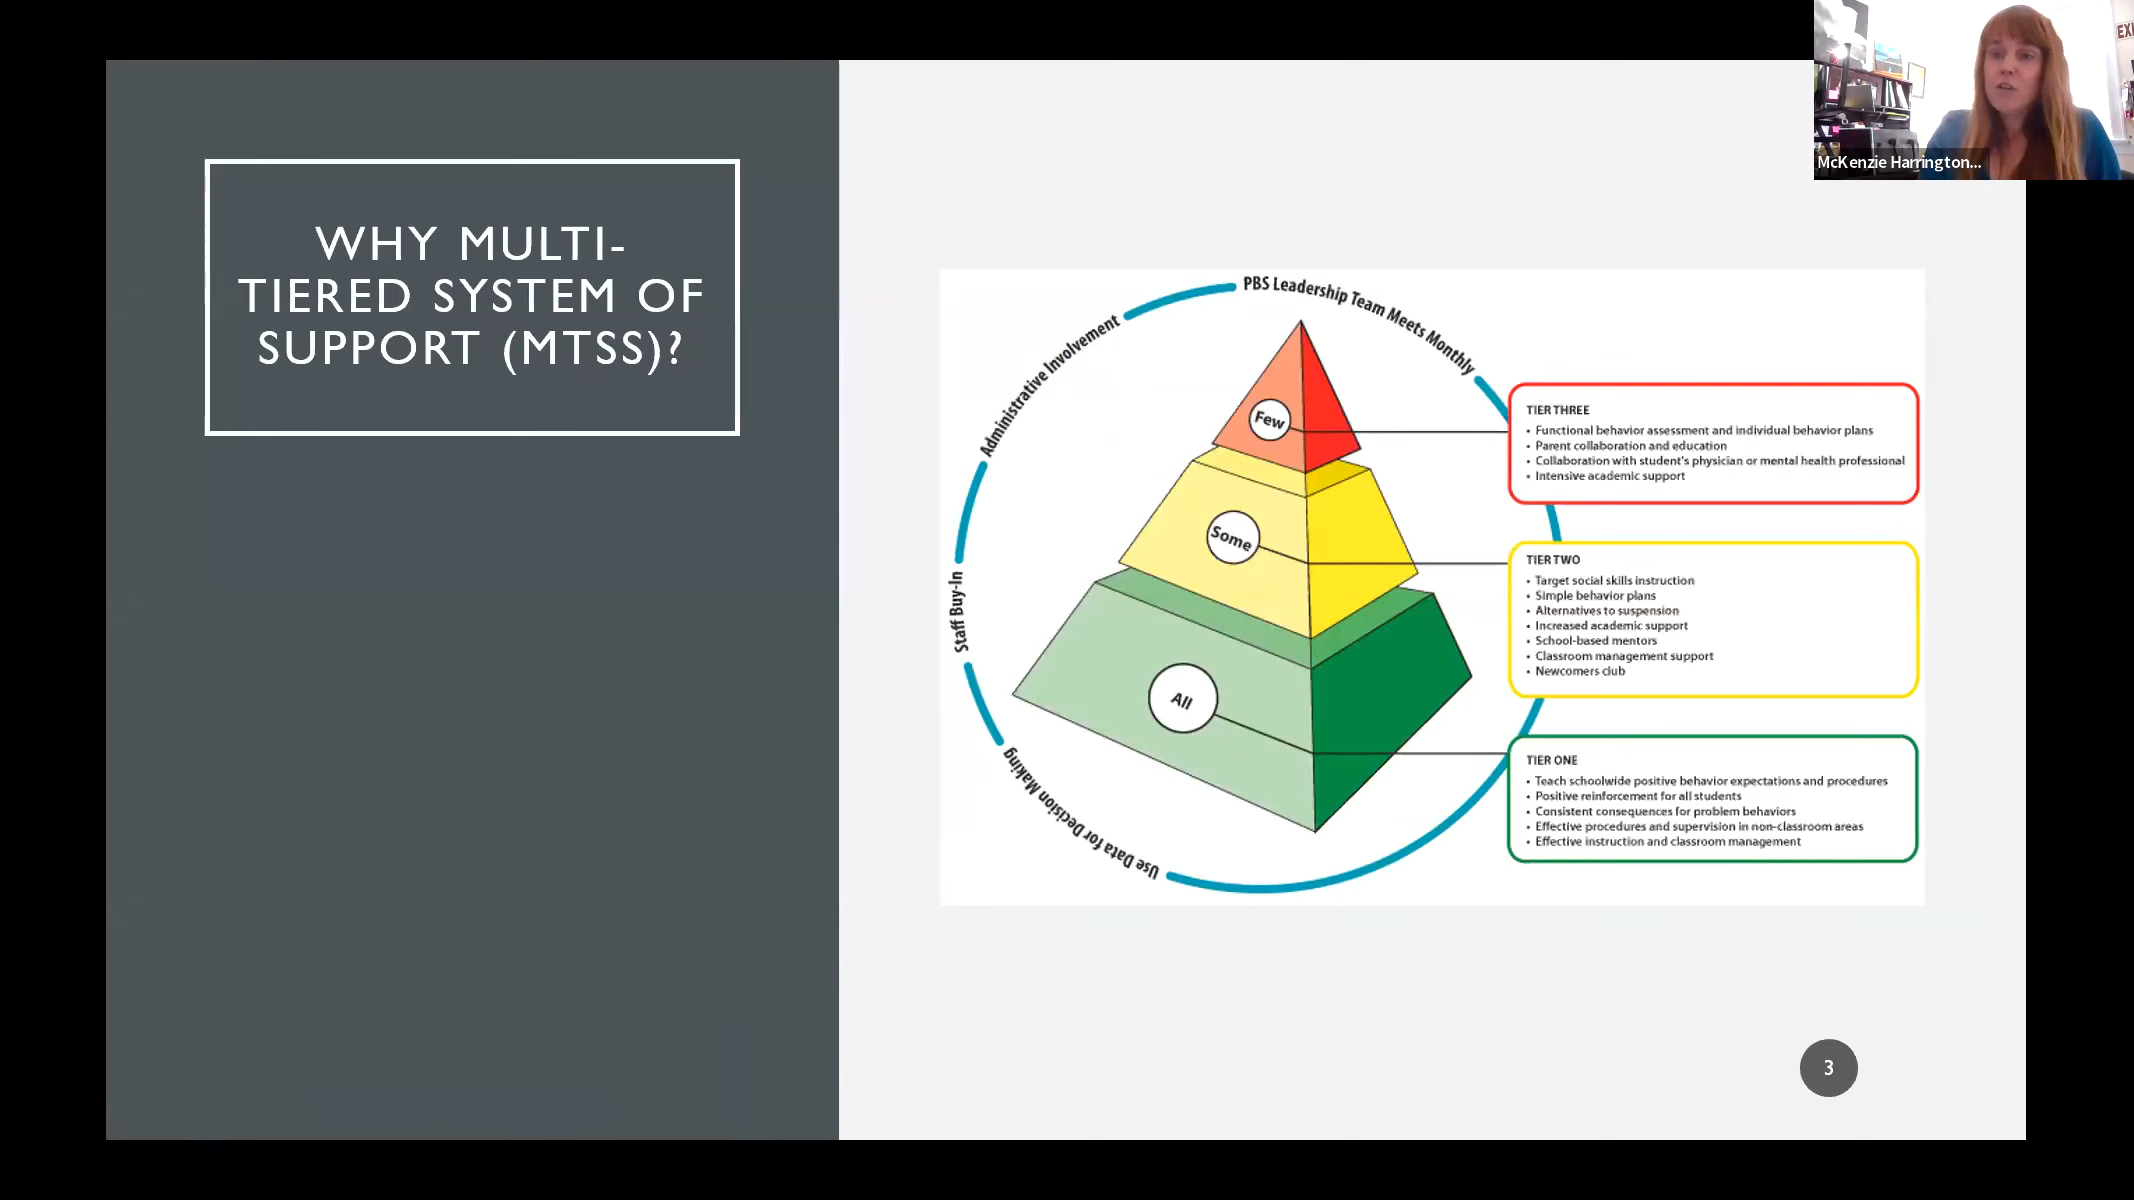 WHY MULTI-
TIERED SYSTEM OF
SUPPORT (MTSS)?
PBS Leadership Team Meets Monthly
Administrative Involvement
Staff Buy-In
Use Data for Decision Making
Few
Some
All
TIER THREE
• Functional behavior assessment and individual behavior plans
• Parent collaboration and education
• Collaboration with student's physician or mental health professional
• Intensive academic support
TIER TWO
• Target social skills instruction
• Simple behavior plans
• Alternatives to suspension
• Increased academic support
• School-based mentors
• Classroom management support
• Newcomers club
TIER ONE
• Teach schoolwide positive behavior expectations and procedures
• Positive reinforcement for all students
• Consistent consequences for problem behaviors
• Effective procedures and supervision in non-classroom areas
• Effective instruction and classroom management
3
McKenzie Harrington...
EXI